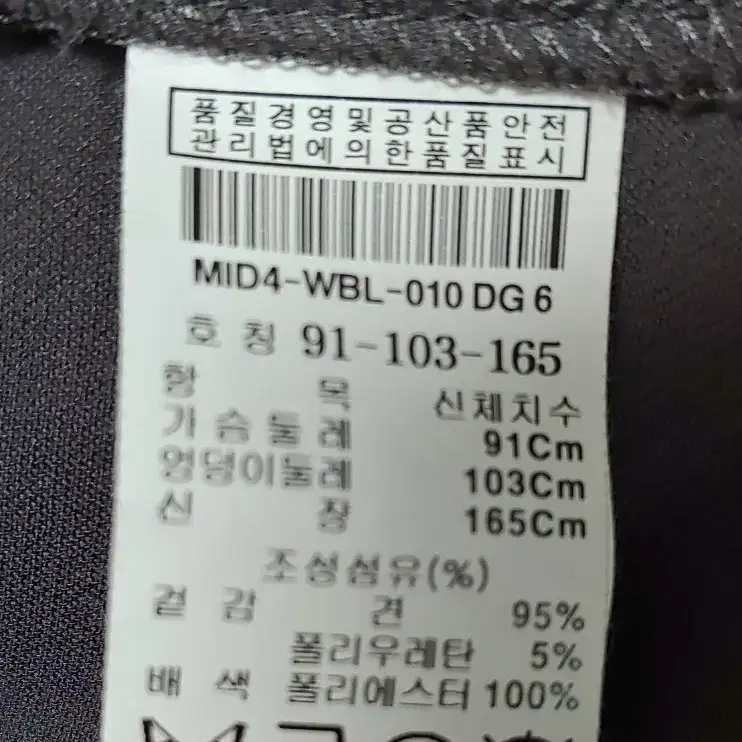 품질경영및공산품안전
관리법에의한품질표시
MID4-WBL-010 DG 6
호 칭 91-103-165
항 목 신체치수
가슴둘레 91Cm
엉덩이둘레 103Cm
신 장 165Cm
조성섬유(%)
겉 감 견 95%
폴리우레탄 5%
배 색 폴리에스터 100%